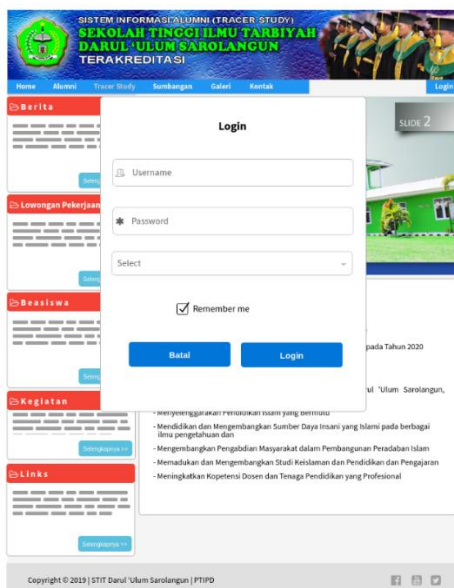 SISTEM INFORMASI ALUMNI (TRACER STUDY)
SEKOLAH TINGGI ILMU TARBIYAH
DARUL 'ULUM SAROLANGUN
TERAKREDITASI
Home Alumni Tracer Study Sumbangan Galeri Kontak Login
Berita
SLIDE 2
Login
Username
Password
Select
Remember me
Batal Login
Lowongan Pekerjaan
Beasiswa
pada Tahun 2020
'Ulum Sarolangun,
Kegiatan
- Menyelenggarakan Pendidikan Islam yang Bermutu
- Mendidikan dan Mengembangkan Sumber Daya Insani yang Islami pada berbagai
ilmu pengetahuan dan
- Mengembangkan Pengabdian Masyarakat dalam Pembangunan Peradaban Islam
- Memadukan dan Mengembangkan Studi Keislaman dan Pendidikan dan Pengajaran
- Meningkatkan Kopetensi Dosen dan Tenaga Pendidikan yang Profesional
Selengkapnya >>
Links
Selengkapnya >>
Copyright © 2019 | STIT Darul 'Ulum Sarolangun | PTIPD